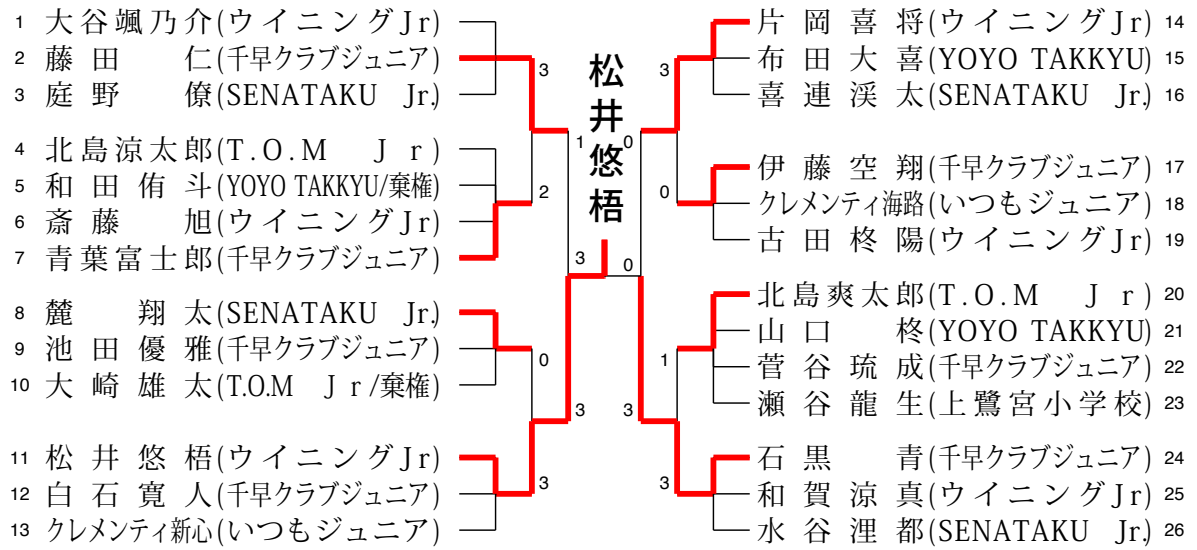 1 大谷颯乃介(ウイニングJr)
2 藤田 仁(千早クラブジュニア)
3 庭野 僚(SENATAKU Jr.)
4 北島涼太郎(T.O.M Jr)
5 和田侑斗(YOYO TAKKYU/棄権)
6 斎藤 旭(ウイニングJr)
7 青葉富士郎(千早クラブジュニア)
8 麓 翔太(SENATAKU Jr.)
9 池田優雅(千早クラブジュニア)
10 大崎雄太(T.O.M Jr/棄権)
11 松井悠梧(ウイニングJr)
12 白石寛人(千早クラブジュニア)
13 クレメンティ新心(いつもジュニア)
3
2
1
0
3
3
3
松井悠梧
0
0
3
3
0
1
3
片岡喜将(ウイニングJr) 14
布田大喜(YOYO TAKKYU) 15
喜連渓太(SENATAKU Jr.) 16
伊藤空翔(千早クラブジュニア) 17
クレメンティ海路(いつもジュニア) 18
古田柊陽(ウイニングJr) 19
北島爽太郎(T.O.M Jr) 20
山口 柊(YOYO TAKKYU) 21
菅谷琉成(千早クラブジュニア) 22
瀬谷龍生(上鷺宮小学校) 23
石黒 青(千早クラブジュニア) 24
和賀涼真(ウイニングJr) 25
水谷浬都(SENATAKU Jr.) 26